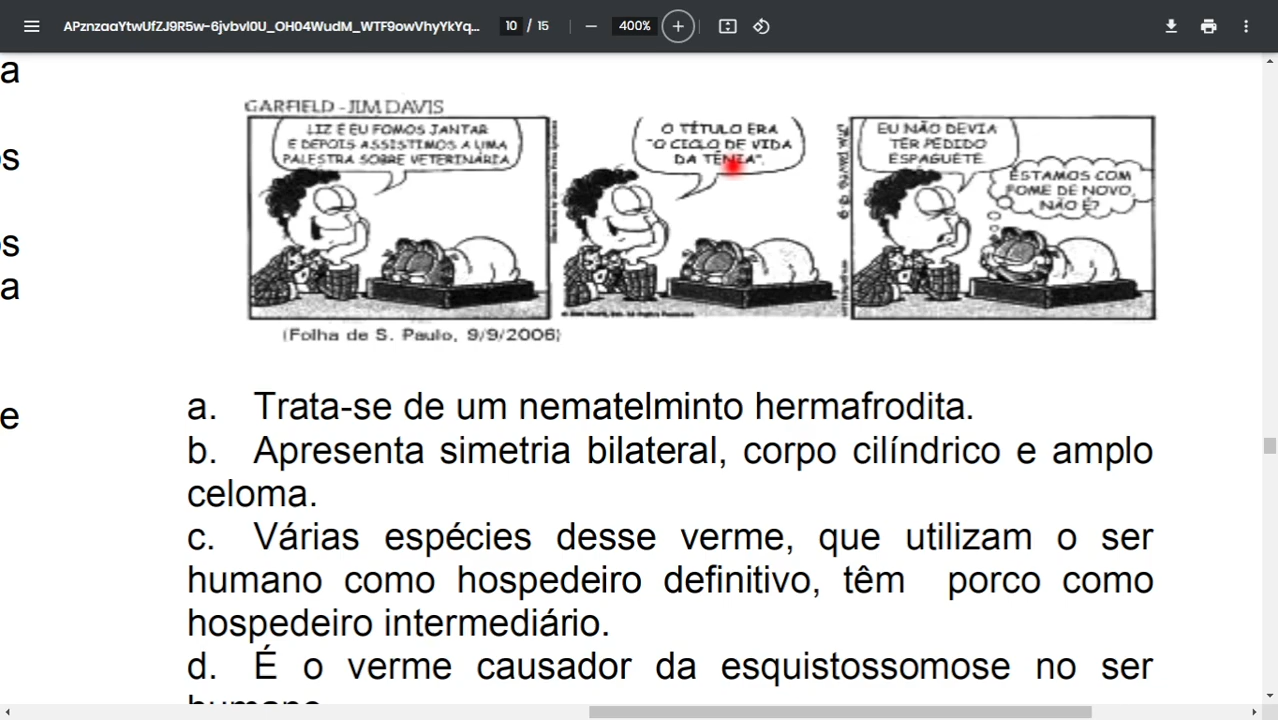 APznzaaYtwUfZJ9R5w-6jvbvl0U_OH04WudM_WTF9owVhyYkYq... 10 / 15 400%
a
os
os
a
e
GARFIELD - JIM DAVIS
LIZ E EU FOMOS JANTAR
E DEPOIS ASSISTIMOS A UMA
PALESTRA SOBRE VETERINÁRIA.
O TÍTULO ERA
"O CICLO DE VIDA
DA TÊNIA".
EU NÃO DEVIA
TER PEDIDO
ESPAGUETE.
ESTAMOS COM
FOME DE NOVO,
NÃO É?
(Folha de S. Paulo, 9/9/2006)
a. Trata-se de um nematelminto hermafrodita.
b. Apresenta simetria bilateral, corpo cilíndrico e amplo
celoma.
c. Várias espécies desse verme, que utilizam o ser
humano como hospedeiro definitivo, têm porco como
hospedeiro intermediário.
d. É o verme causador da esquistossomose no ser
humano